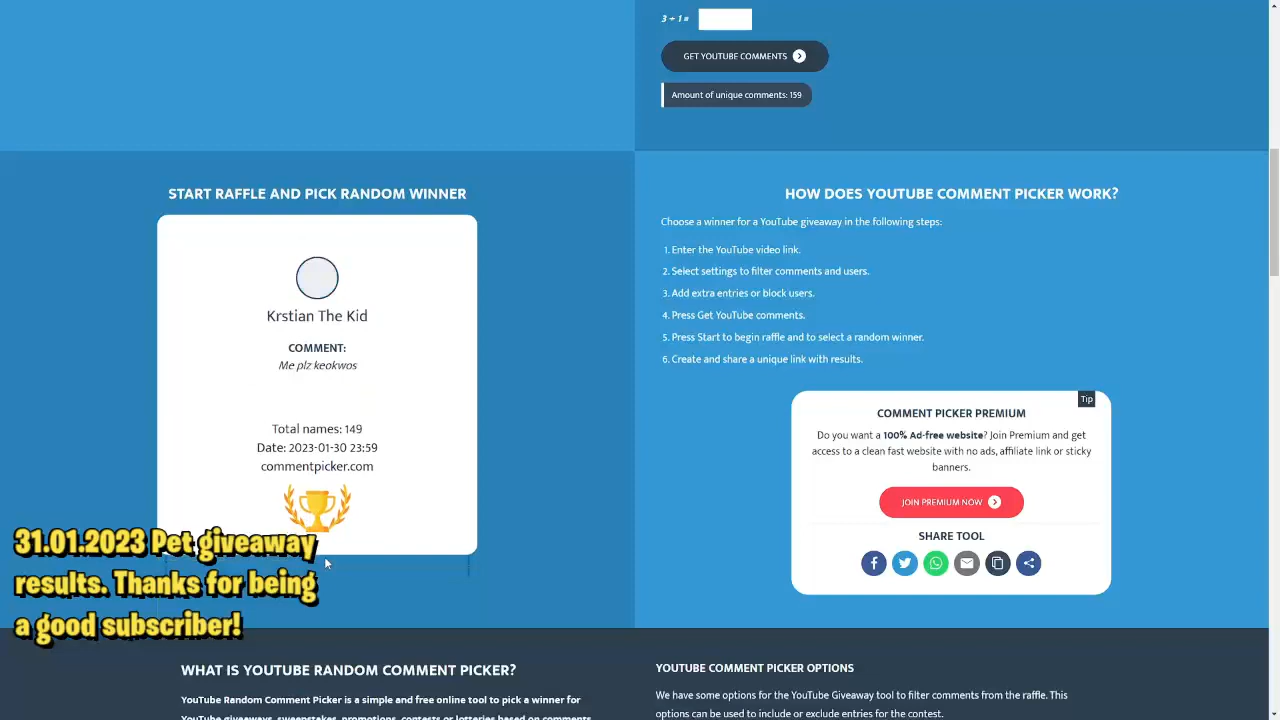 3 ÷ 1 =
GET YOUTUBE COMMENTS
Amount of unique comments: 159
START RAFFLE AND PICK RANDOM WINNER
Krstian The Kid
COMMENT:
Me plz keokwos
Total names: 149
Date: 2023-01-30 23:59
commentpicker.com
31.01.2023 Pet giveaway
results. Thanks for being
a good subscriber!
HOW DOES YOUTUBE COMMENT PICKER WORK?
Choose a winner for a YouTube giveaway in the following steps:
1. Enter the YouTube video link.
2. Select settings to filter comments and users.
3. Add extra entries or block users.
4. Press Get YouTube comments.
5. Press Start to begin raffle and to select a random winner.
6. Create and share a unique link with results.
Tip
COMMENT PICKER PREMIUM
Do you want a 100% Ad-free website? Join Premium and get
access to a clean fast website with no ads, affiliate link or sticky
banners.
JOIN PREMIUM NOW
SHARE TOOL
WHAT IS YOUTUBE RANDOM COMMENT PICKER?
YouTube Random Comment Picker is a simple and free online tool to pick a winner for
YouTube giveaways, sweepstakes, promotions, contests or lotteries based on comments
YOUTUBE COMMENT PICKER OPTIONS
We have some options for the YouTube Giveaway tool to filter comments from the raffle. This
options can be used to include or exclude entries for the contest.